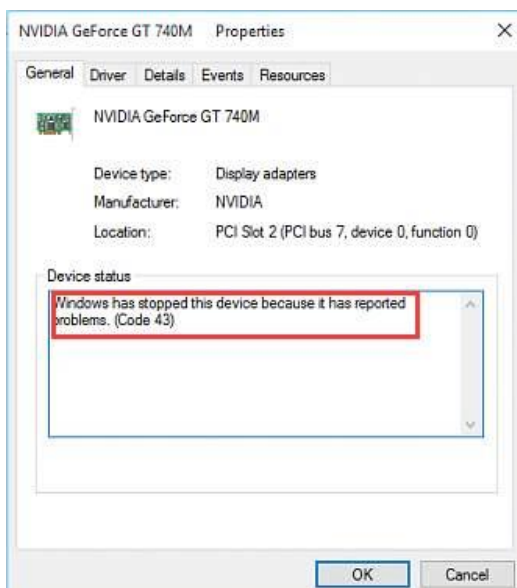 NVIDIA GeForce GT 740M Properties
General Driver Details Events Resources
NVIDIA GeForce GT 740M
Device type: Display adapters
Manufacturer: NVIDIA
Location: PCI Slot 2 (PCI bus 7, device 0, function 0)
Device status
Windows has stopped this device because it has reported
problems. (Code 43)
OK Cancel